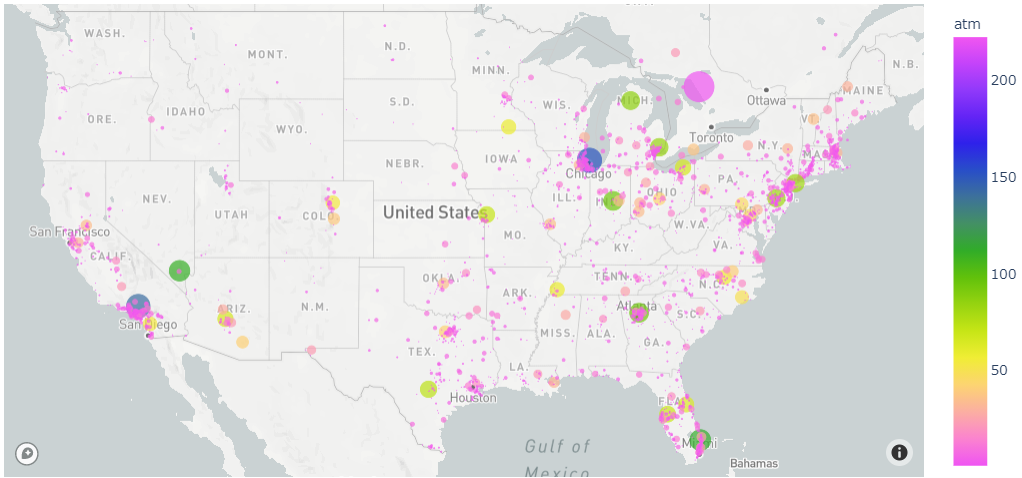 atm
WASH.
N.D.
MONT.
MINN.
N.B.
MICH.
MAINE
Ottawa
IDAHO
S.D.
WIS.
ORE.
WYO.
Toronto
N.Y.
IOWA
NEBR.
Chicago
PA.
NEV.
UTAH
ILL.
OHIO
United States
San Francisco
MO.
W.VA.
VA.
KY.
CALIF.
OKLA.
TENN.
N.C.
ARK.
N.M.
ARIZ.
Atlanta
S.C.
San Diego
MISS.
ALA.
GA.
TEX.
LA.
Houston
FLA.
Miami
Gulf of
Mexico
Bahamas
200
150
100
50